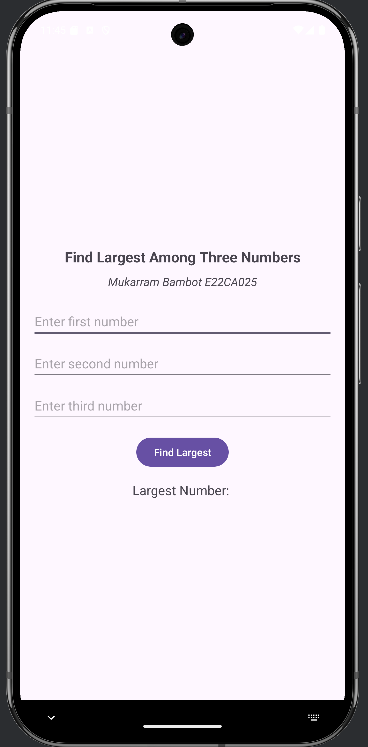 Find Largest Among Three Numbers
Mukarram Bambot E22CA025
Enter first number
Enter second number
Enter third number
Find Largest
Largest Number: